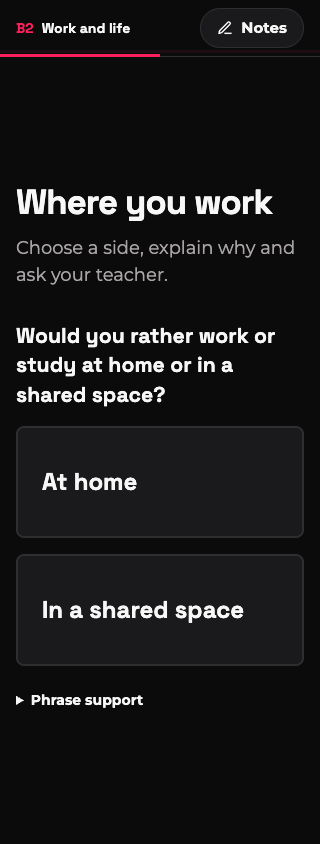 B2 Work and life
Notes
Where you work
Choose a side, explain why and
ask your teacher.
Would you rather work or
study at home or in a
shared space?
At home
In a shared space
Phrase support